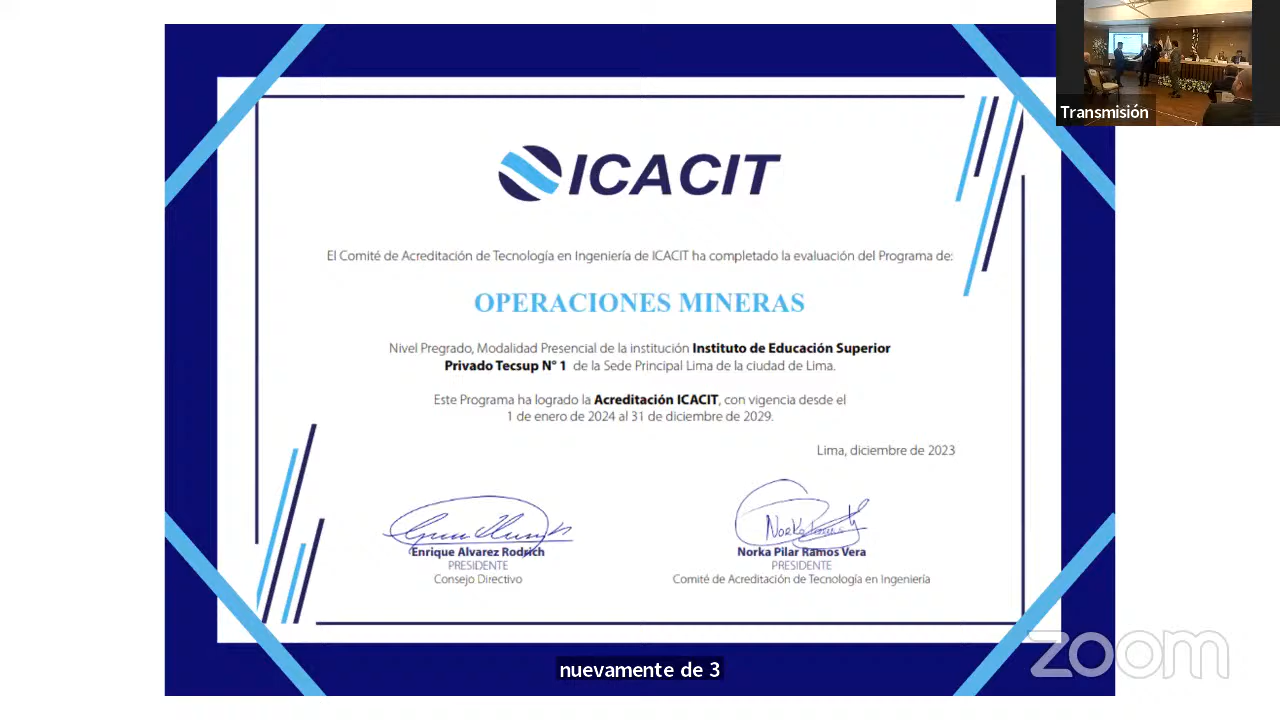 Transmisión
ICACIT
El Comité de Acreditación de Tecnología en Ingeniería de ICACIT ha completado la evaluación del Programa de:
OPERACIONES MINERAS
Nivel Pregrado, Modalidad Presencial de la institución Instituto de Educación Superior
Privado Tecsup N° 1 de la Sede Principal Lima de la ciudad de Lima.
Este Programa ha logrado la Acreditación ICACIT, con vigencia desde el
1 de enero de 2024 al 31 de diciembre de 2029.
Lima, diciembre de 2023
Enrique Alvarez Rodrich
PRESIDENTE
Consejo Directivo
Norka Pilar Ramos Vera
PRESIDENTE
Comité de Acreditación de Tecnología en Ingeniería
zoom
nuevamente de 3